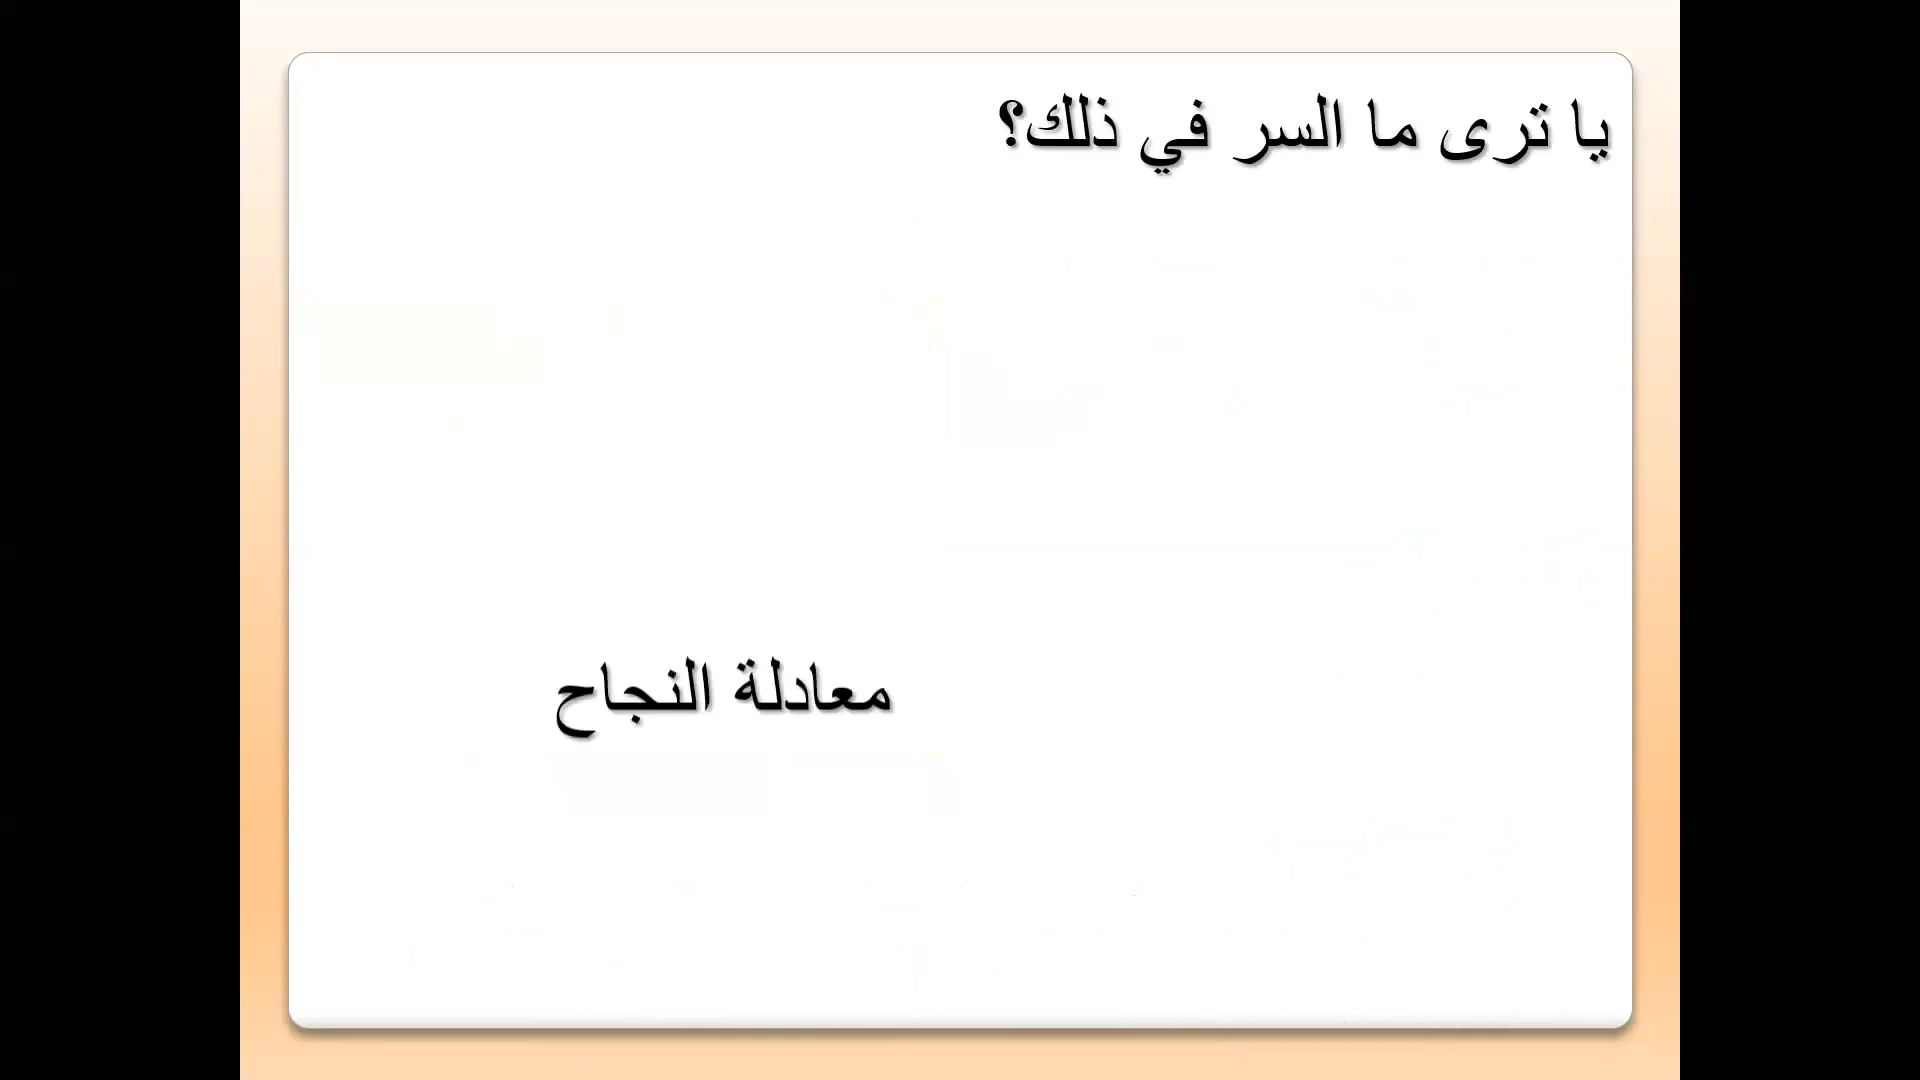 يا ترى ما السر في ذلك؟
معادلة النجاح